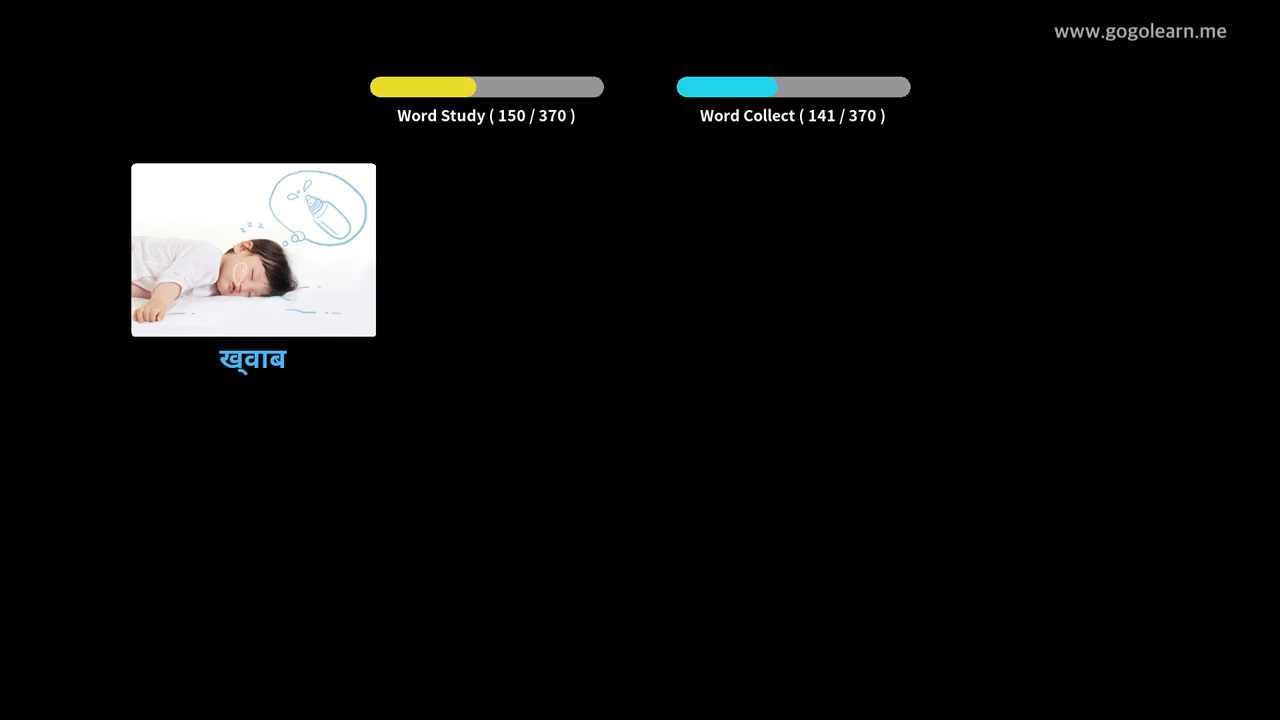 www.gogolearn.me
Word Study ( 150 / 370 )
Word Collect ( 141 / 370 )
z z z
ख्वाब